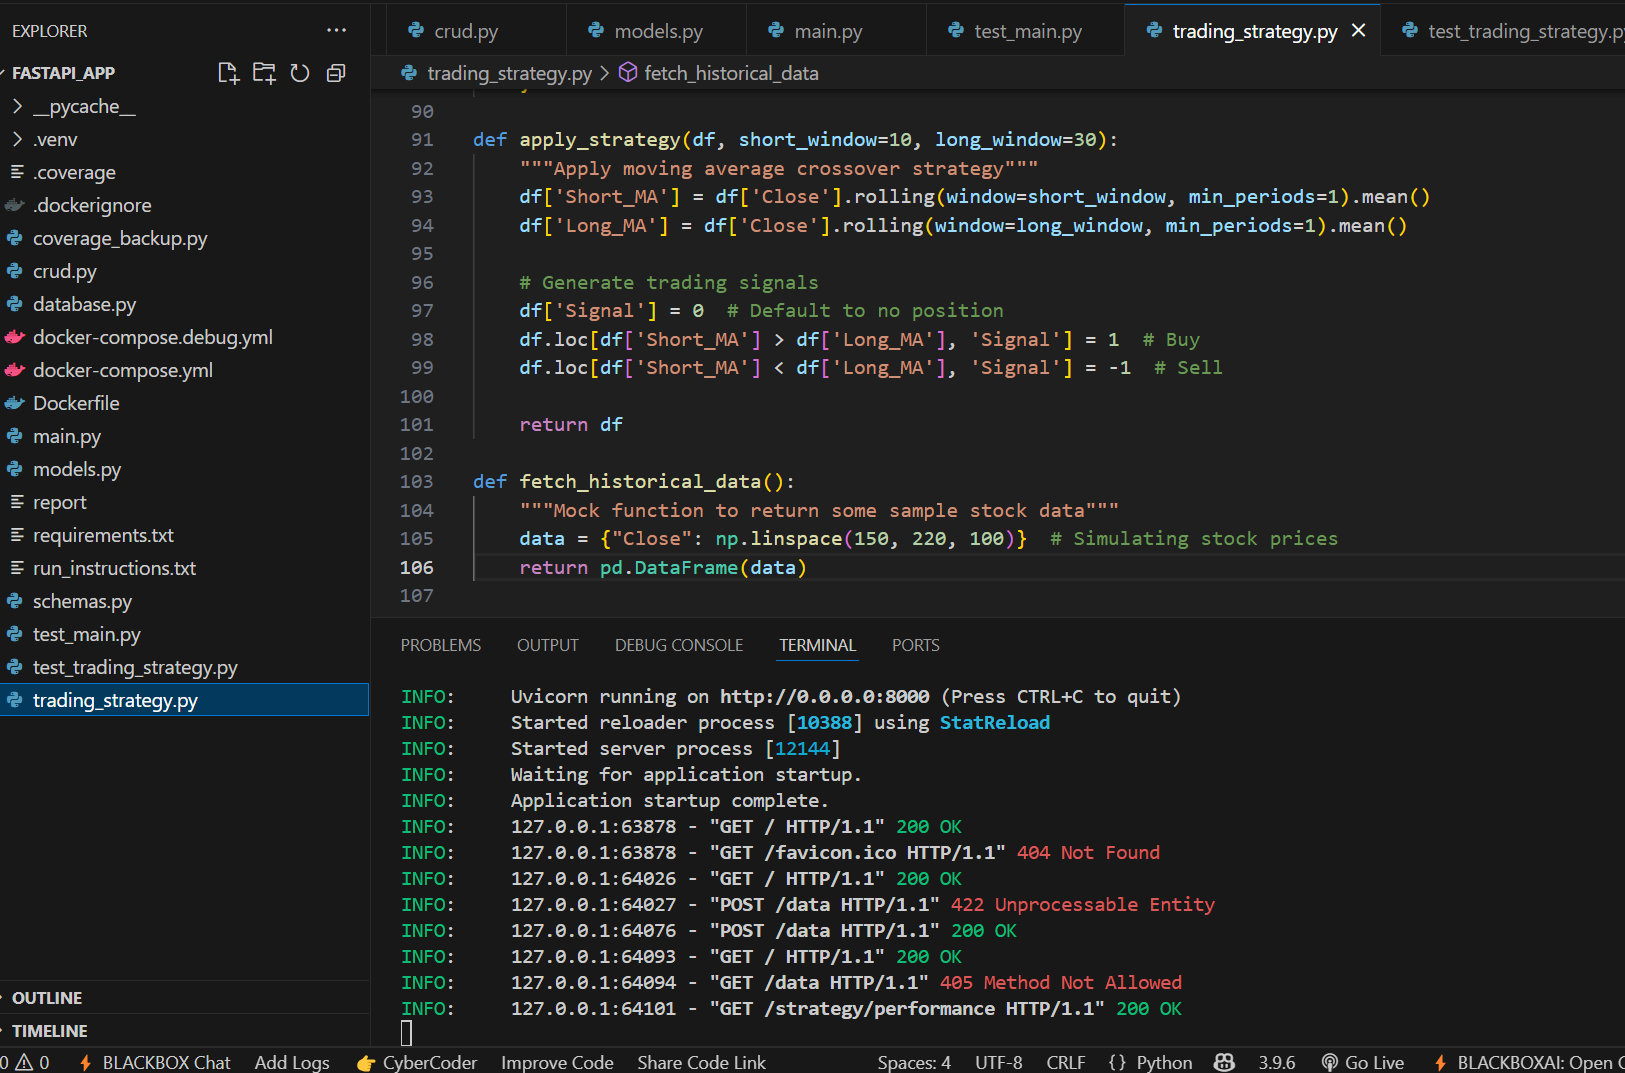 EXPLORER
FASTAPI_APP
__pycache__
.venv
.coverage
.dockerignore
coverage_backup.py
crud.py
database.py
docker-compose.debug.yml
docker-compose.yml
Dockerfile
main.py
models.py
report
requirements.txt
run_instructions.txt
schemas.py
test_main.py
test_trading_strategy.py
trading_strategy.py
OUTLINE
TIMELINE
crud.py models.py main.py test_main.py trading_strategy.py test_trading_strategy.py
trading_strategy.py > fetch_historical_data
90
91 def apply_strategy(df, short_window=10, long_window=30):
92 """Apply moving average crossover strategy"""
93 df['Short_MA'] = df['Close'].rolling(window=short_window, min_periods=1).mean()
94 df['Long_MA'] = df['Close'].rolling(window=long_window, min_periods=1).mean()
95
96 # Generate trading signals
97 df['Signal'] = 0 # Default to no position
98 df.loc[df['Short_MA'] > df['Long_MA'], 'Signal'] = 1 # Buy
99 df.loc[df['Short_MA'] < df['Long_MA'], 'Signal'] = -1 # Sell
100
101 return df
102
103 def fetch_historical_data():
104 """Mock function to return some sample stock data"""
105 data = {"Close": np.linspace(150, 220, 100)} # Simulating stock prices
106 return pd.DataFrame(data)
107
PROBLEMS OUTPUT DEBUG CONSOLE TERMINAL PORTS
INFO: Uvicorn running on http://0.0.0.0:8000 (Press CTRL+C to quit)
INFO: Started reloader process [10388] using StatReload
INFO: Started server process [12144]
INFO: Waiting for application startup.
INFO: Application startup complete.
INFO: 127.0.0.1:63878 - "GET / HTTP/1.1" 200 OK
INFO: 127.0.0.1:63878 - "GET /favicon.ico HTTP/1.1" 404 Not Found
INFO: 127.0.0.1:64026 - "GET / HTTP/1.1" 200 OK
INFO: 127.0.0.1:64027 - "POST /data HTTP/1.1" 422 Unprocessable Entity
INFO: 127.0.0.1:64076 - "POST /data HTTP/1.1" 200 OK
INFO: 127.0.0.1:64093 - "GET / HTTP/1.1" 200 OK
INFO: 127.0.0.1:64094 - "GET /data HTTP/1.1" 405 Method Not Allowed
INFO: 127.0.0.1:64101 - "GET /strategy/performance HTTP/1.1" 200 OK
0 0 BLACKBOX Chat Add Logs CyberCoder Improve Code Share Code Link Spaces: 4 UTF-8 CRLF {} Python 3.9.6 Go Live BLACKBOXAI: Open